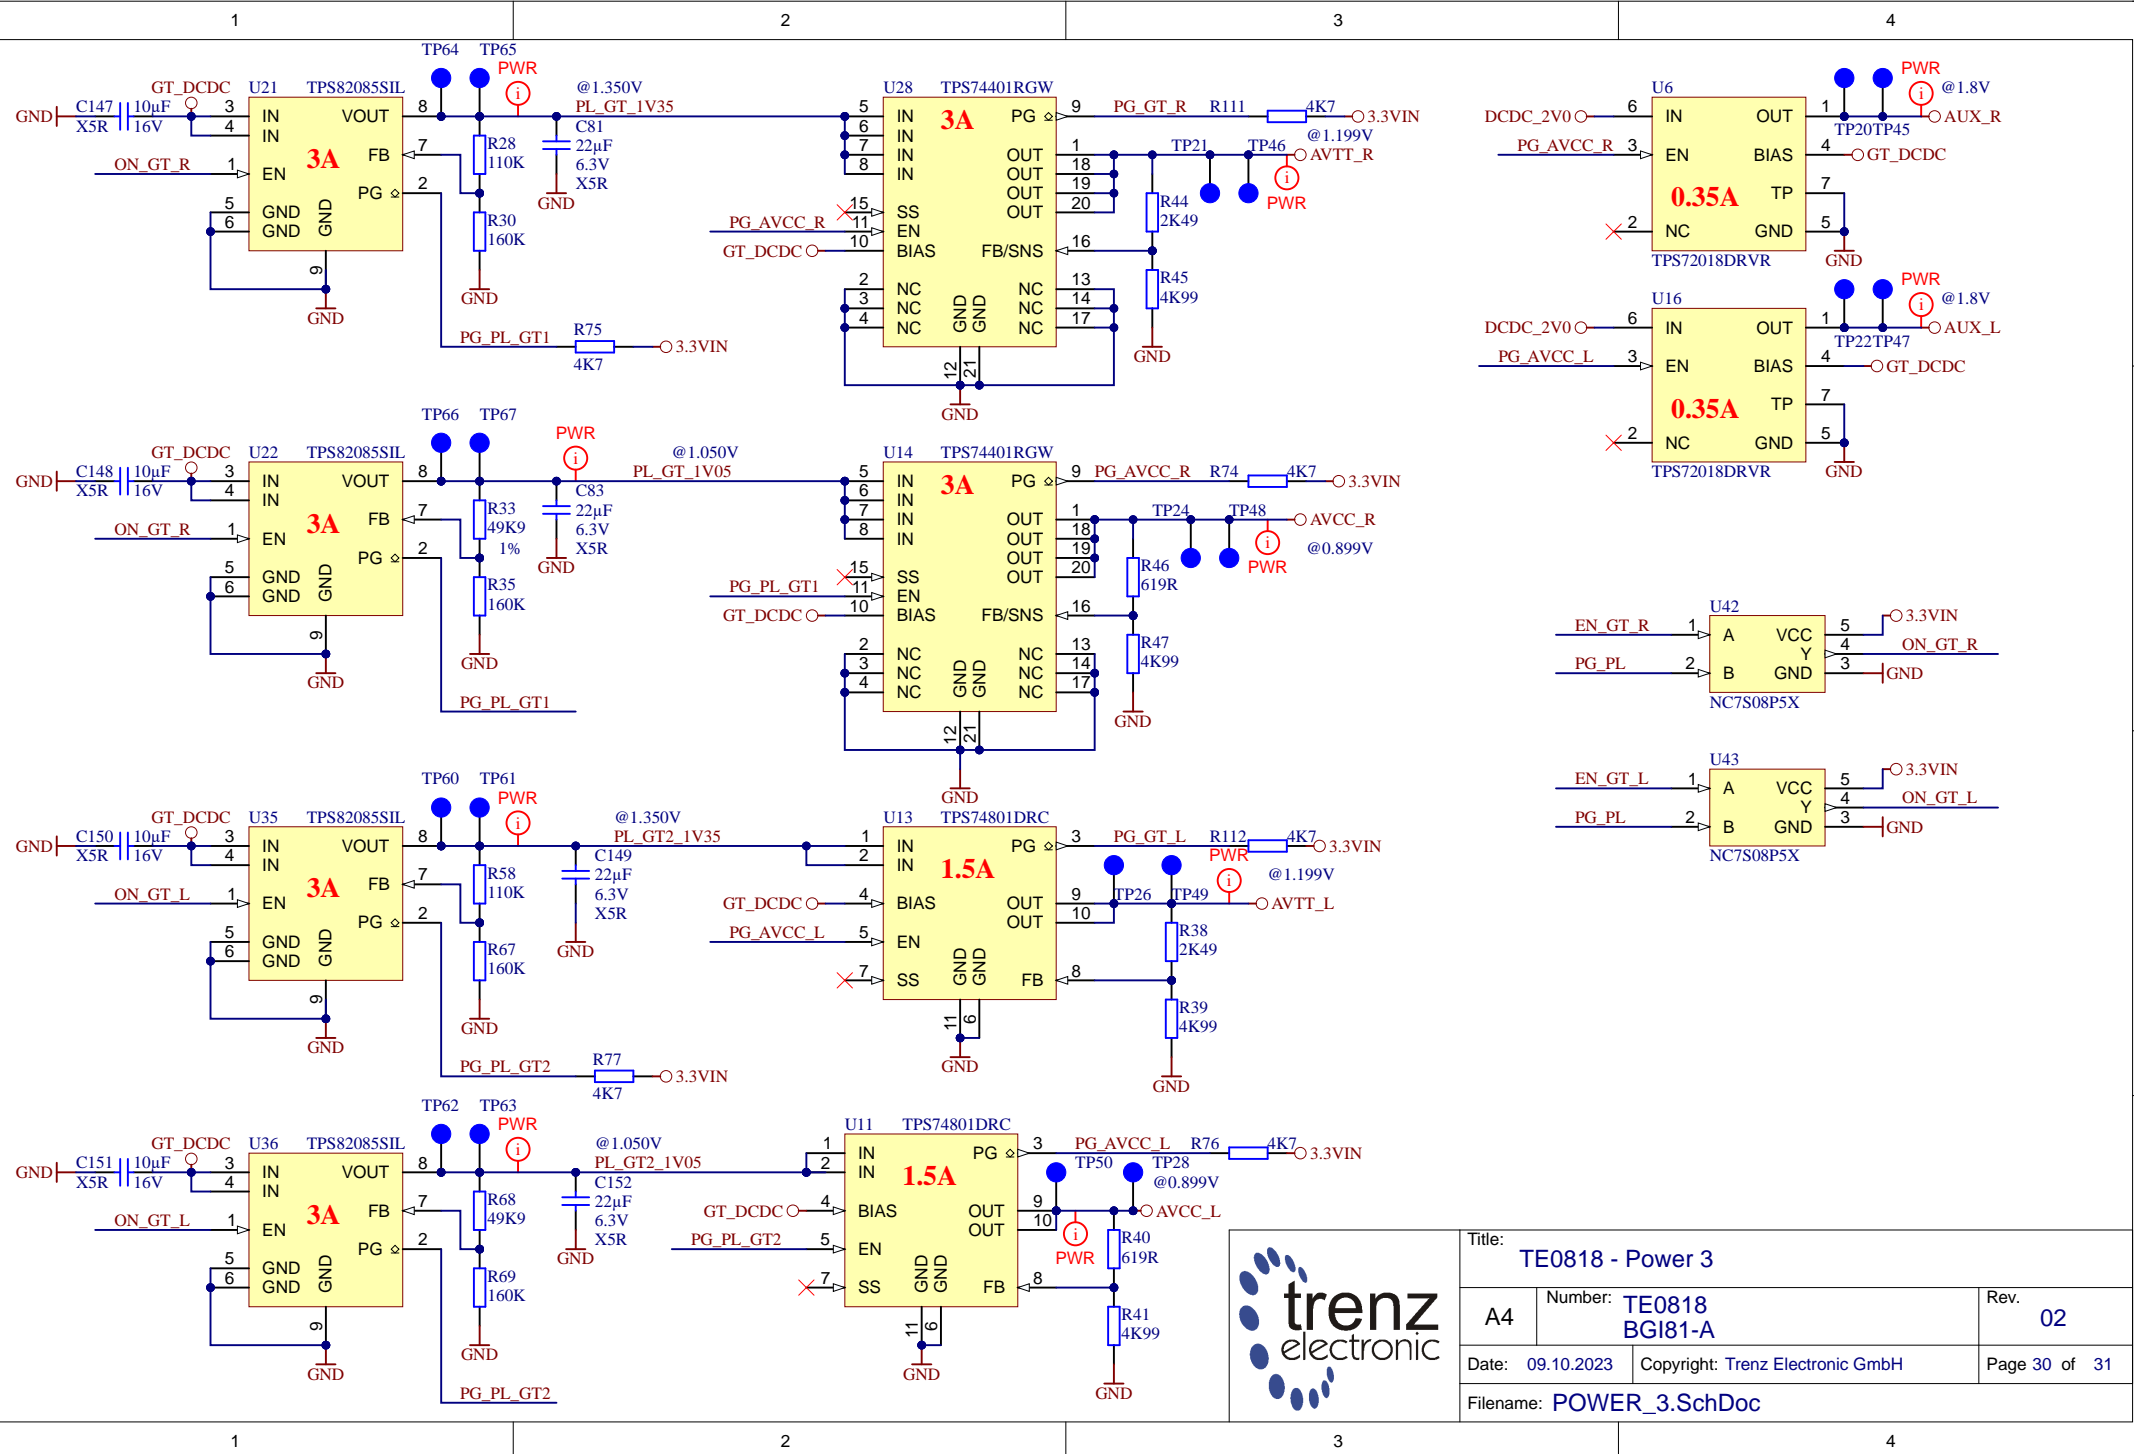 1 2 3 4
TP64 TP65
PWR
GT_DCDC U21 TPS82085SIL
@1.350V
PL_GT_1V35
GND C147 10µF
X5R 16V
3 IN VOUT 8
4 IN
3A
FB 7
ON_GT_R 1 EN
PG 2
5 GND
6 GND
GND
9
GND
R28
110K
R30
160K
GND
C81
22µF
6.3V
X5R
GND
PG_PL_GT1 R75
4K7
3.3VIN
U28 TPS74401RGW
3A
5 IN PG 9 PG_GT_R R111 4K7 3.3VIN
6 IN
7 IN OUT 1
8 IN OUT 18
OUT 19
15 SS OUT 20
PG_AVCC_R 11 EN
GT_DCDC 10 BIAS FB/SNS 16
2 NC NC 13
3 NC NC 14
4 NC NC 17
GND GND
12 21
GND
@1.199V
TP21 TP46 AVTT_R
PWR
R44
2K49
R45
4K99
GND
U6
PWR
@1.8V
DCDC_2V0 6 IN OUT 1 AUX_R
TP20 TP45
PG_AVCC_R 3 EN BIAS 4 GT_DCDC
0.35A
TP 7
2 NC GND 5
TPS72018DRVR GND
U16
PWR
@1.8V
DCDC_2V0 6 IN OUT 1 AUX_L
TP22 TP47
PG_AVCC_L 3 EN BIAS 4 GT_DCDC
0.35A
TP 7
2 NC GND 5
TPS72018DRVR GND
TP66 TP67
PWR
GT_DCDC U22 TPS82085SIL
@1.050V
PL_GT_1V05
GND C148 10µF
X5R 16V
3 IN VOUT 8
4 IN
3A
FB 7
ON_GT_R 1 EN
PG 2
5 GND
6 GND
GND
9
GND
R33
49K9
1%
R35
160K
GND
C83
22µF
6.3V
X5R
GND
PG_PL_GT1
U14 TPS74401RGW
3A
5 IN PG 9 PG_AVCC_R R74 4K7 3.3VIN
6 IN
7 IN OUT 1
8 IN OUT 18
OUT 19
15 SS OUT 20
PG_PL_GT1 11 EN
GT_DCDC 10 BIAS FB/SNS 16
2 NC NC 13
3 NC NC 14
4 NC NC 17
GND GND
12 21
GND
TP24 TP48 AVCC_R
@0.899V
PWR
R46
619R
R47
4K99
GND
U42
EN_GT_R 1 A VCC 5 3.3VIN
Y 4 ON_GT_R
PG_PL 2 B GND 3 GND
NC7S08P5X
U43
EN_GT_L 1 A VCC 5 3.3VIN
Y 4 ON_GT_L
PG_PL 2 B GND 3 GND
NC7S08P5X
TP60 TP61
PWR
GT_DCDC U35 TPS82085SIL
@1.350V
PL_GT2_1V35
GND C150 10µF
X5R 16V
3 IN VOUT 8
4 IN
3A
FB 7
ON_GT_L 1 EN
PG 2
5 GND
6 GND
GND
9
GND
R58
110K
R67
160K
GND
C149
22µF
6.3V
X5R
GND
PG_PL_GT2 R77
4K7
3.3VIN
U13 TPS74801DRC
1.5A
1 IN PG 3 PG_GT_L R112 4K7 3.3VIN
2 IN
GT_DCDC 4 BIAS OUT 9
OUT 10
PG_AVCC_L 5 EN
7 SS FB 8
GND GND
11 6
GND
PWR
@1.199V
TP26 TP49 AVTT_L
R38
2K49
R39
4K99
GND
TP62 TP63
PWR
GT_DCDC U36 TPS82085SIL
@1.050V
PL_GT2_1V05
GND C151 10µF
X5R 16V
3 IN VOUT 8
4 IN
3A
FB 7
ON_GT_L 1 EN
PG 2
5 GND
6 GND
GND
9
GND
R68
49K9
R69
160K
GND
C152
22µF
6.3V
X5R
GND
PG_PL_GT2
U11 TPS74801DRC
1.5A
1 IN PG 3 PG_AVCC_L R76 4K7 3.3VIN
2 IN
GT_DCDC 4 BIAS OUT 9
OUT 10
PG_PL_GT2 5 EN
7 SS FB 8
GND GND
11 6
GND
TP50 TP28
@0.899V
AVCC_L
PWR
R40
619R
R41
4K99
GND
trenz
electronic
Title:
TE0818 - Power 3
A4 Number: TE0818
BGI81-A
Rev.
02
Date: 09.10.2023 Copyright: Trenz Electronic GmbH Page 30 of 31
Filename: POWER_3.SchDoc
1 2 3 4